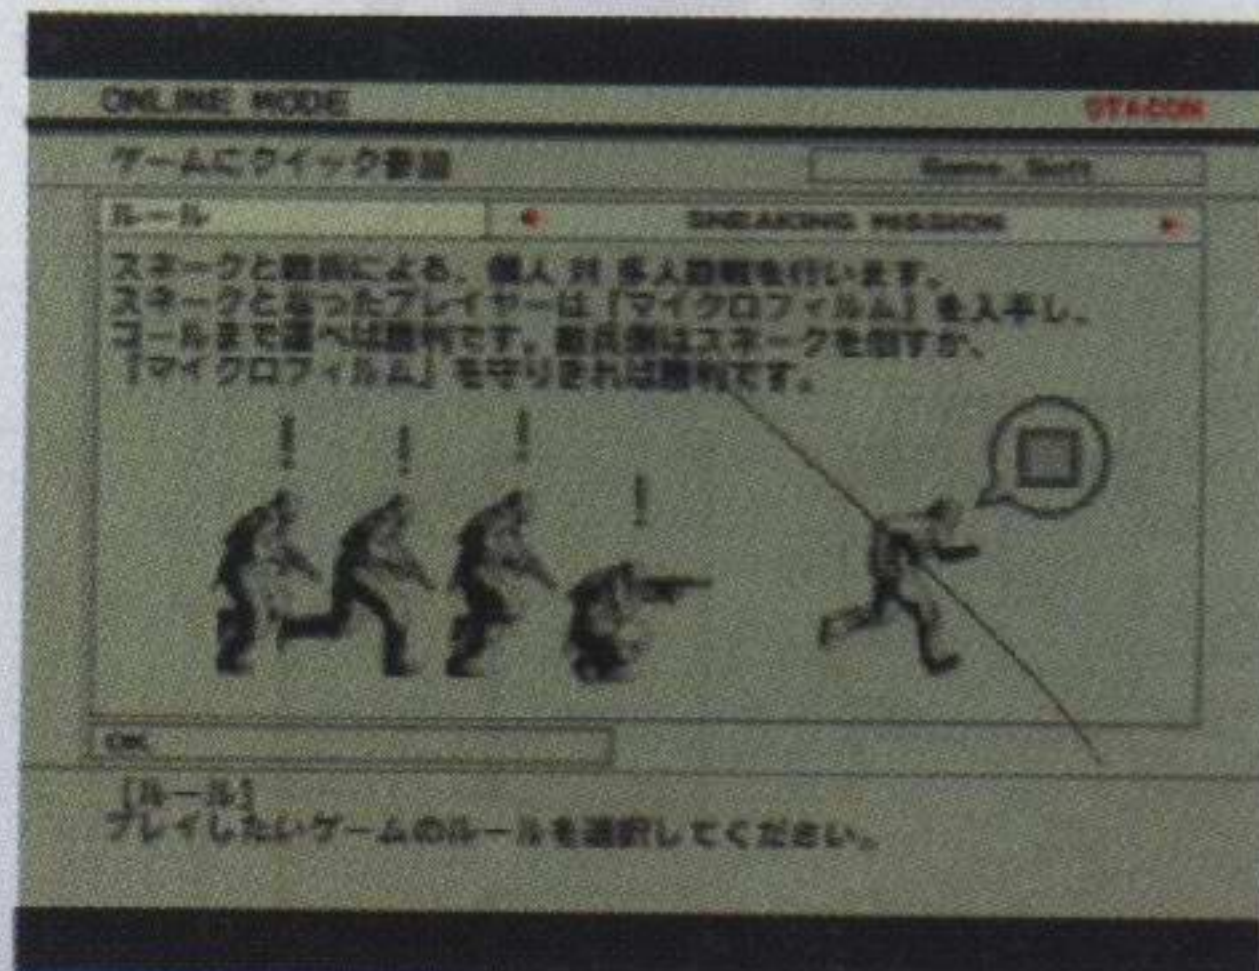 ONLINE MODE
OTACON
ゲームにクイック参加
Game, Soft
ルール
SNEAKING MISSION
スネークと敵兵による、個人 対 多人数戦を行います。
スネークとなったプレイヤーは「マイクロフィルム」を入手し、
ゴールまで運べば勝利です。敵兵側はスネークを倒すか、
「マイクロフィルム」を守りきれば勝利です。
! ! ! !
OK
[ルール]
プレイしたいゲームのルールを選択してください。